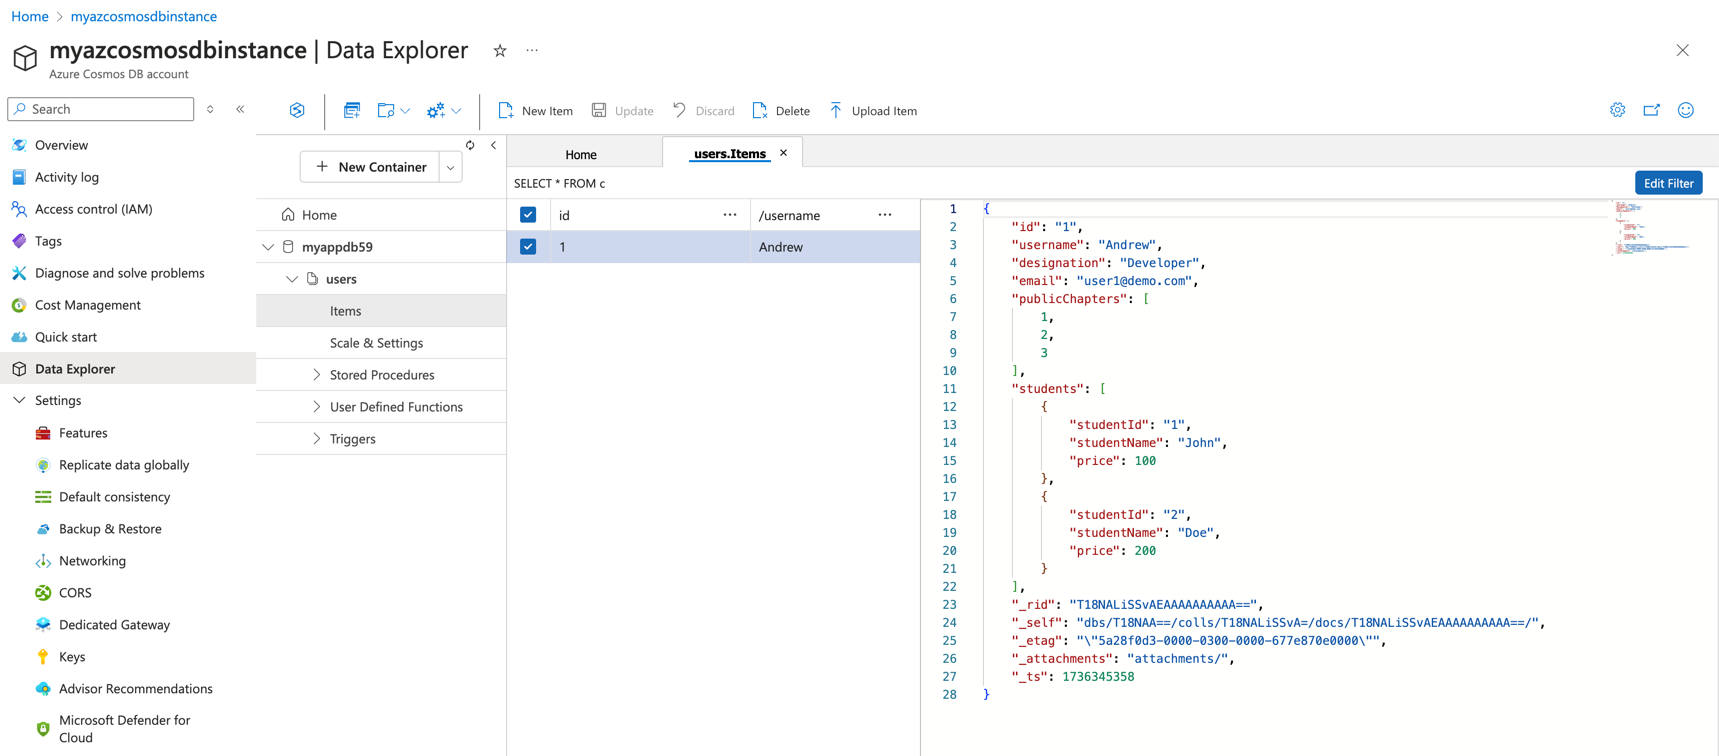 Home > myazcosmosdbinstance
myazcosmosdbinstance | Data Explorer
Azure Cosmos DB account
Search
Overview
Activity log
Access control (IAM)
Tags
Diagnose and solve problems
Cost Management
Quick start
Data Explorer
Settings
Features
Replicate data globally
Default consistency
Backup & Restore
Networking
CORS
Dedicated Gateway
Keys
Advisor Recommendations
Microsoft Defender for
Cloud
New Item Update Discard Delete Upload Item
New Container
Home
myappdb59
users
Items
Scale & Settings
Stored Procedures
User Defined Functions
Triggers
Home users.Items
SELECT * FROM c
Edit Filter
id /username
1 Andrew
1 {
2 "id": "1",
3 "username": "Andrew",
4 "designation": "Developer",
5 "email": "user1@demo.com",
6 "publicChapters": [
7 1,
8 2,
9 3
10 ],
11 "students": [
12 {
13 "studentId": "1",
14 "studentName": "John",
15 "price": 100
16 },
17 {
18 "studentId": "2",
19 "studentName": "Doe",
20 "price": 200
21 }
22 ],
23 "_rid": "T18NALiSSvAEAAAAAAAAAA==",
24 "_self": "dbs/T18NAA==/colls/T18NALiSSvA=/docs/T18NALiSSvAEAAAAAAAAAA==/",
25 "_etag": "\"5a28f0d3-0000-0300-0000-677e870e0000\"",
26 "_attachments": "attachments/",
27 "_ts": 1736345358
28 }